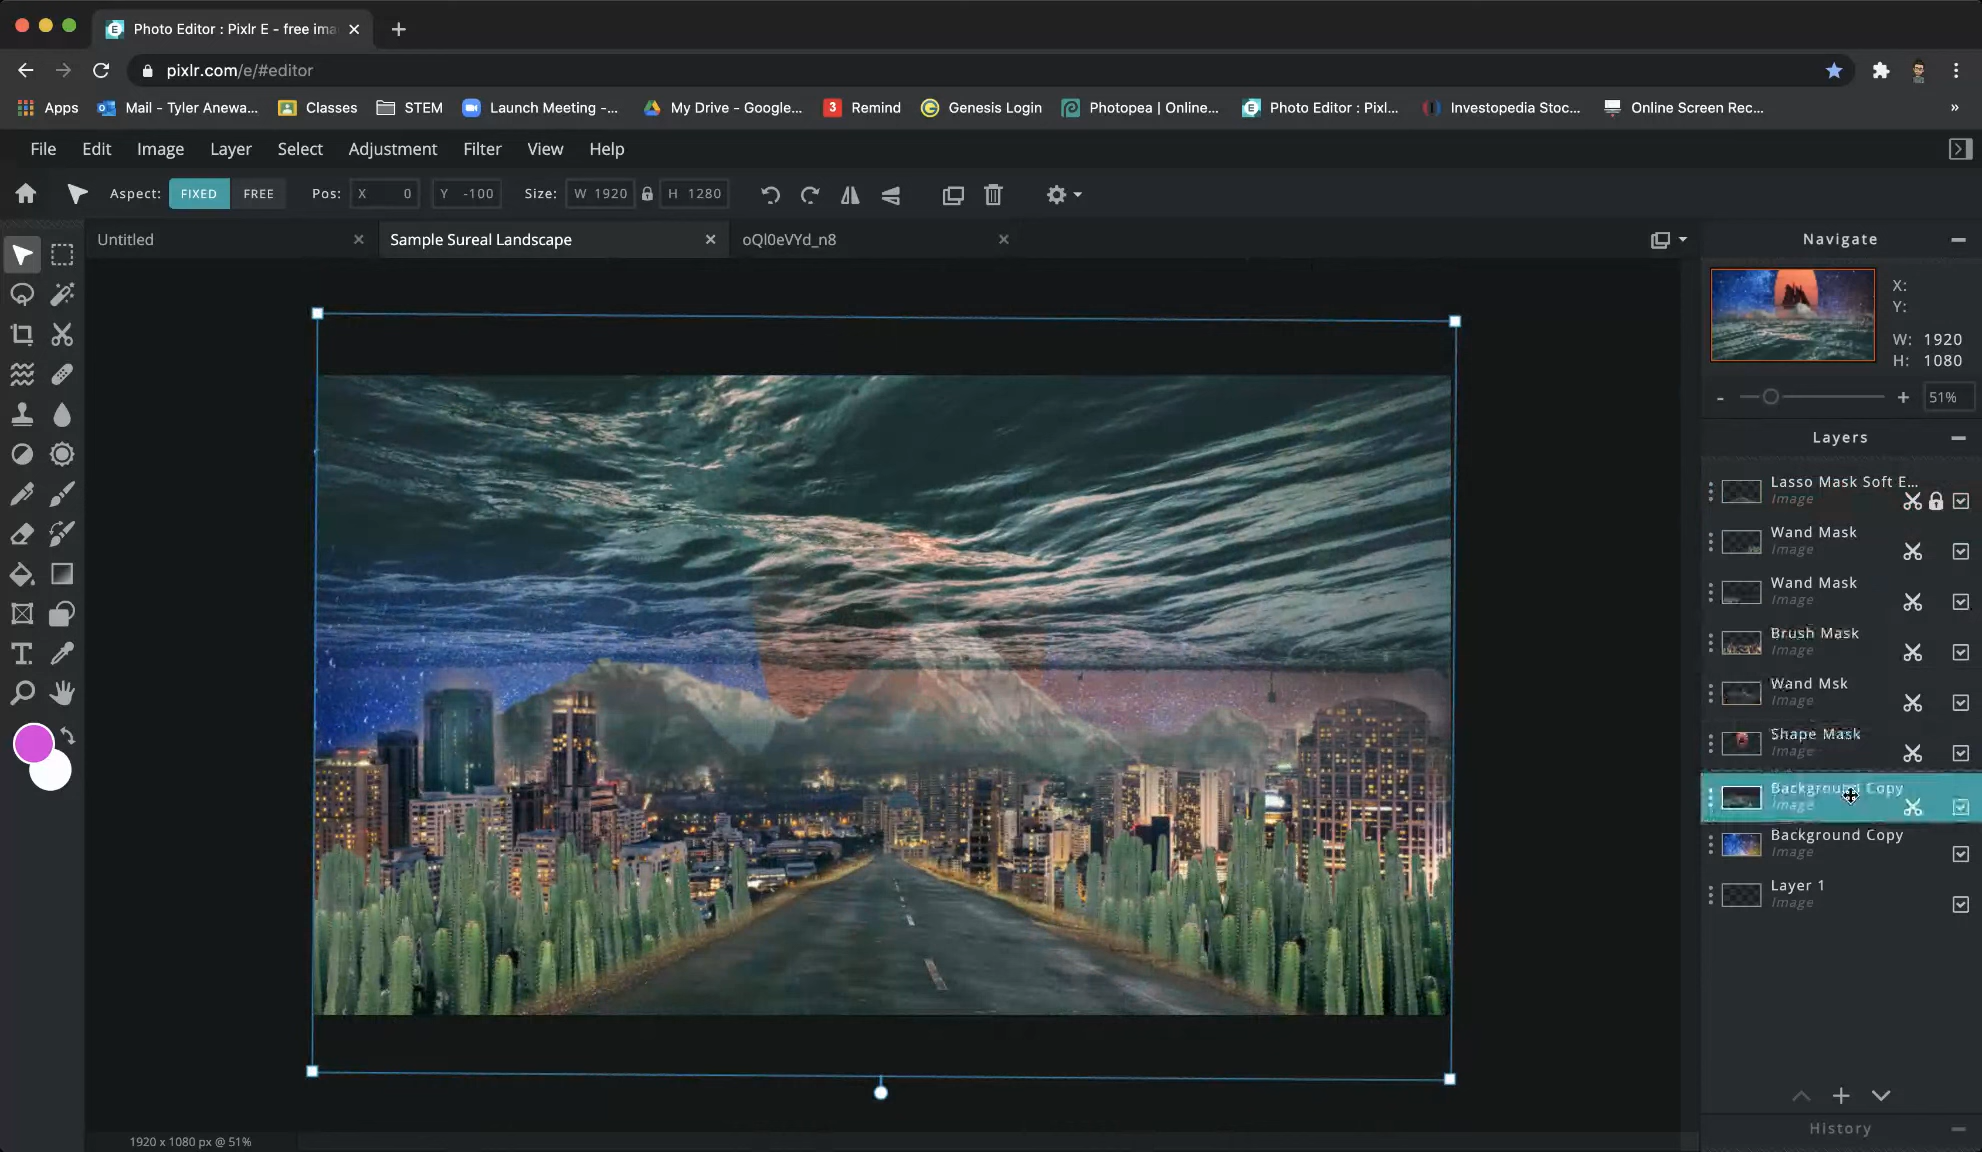 Photo Editor : Pixlr E - free ima
pixlr.com/e/#editor
Apps
Mail - Tyler Anewa...
Classes
STEM
Launch Meeting -...
My Drive - Google...
3 Remind
Genesis Login
Photopea | Online...
Photo Editor : Pixl...
Investopedia Stoc...
Online Screen Rec...
»
File Edit Image Layer Select Adjustment Filter View Help
Aspect: FIXED FREE Pos: X 0 Y -100 Size: W 1920 H 1280
Untitled
Sample Sureal Landscape
oQl0eVYd_n8
Navigate
X:
Y:
W: 1920
H: 1080
- + 51%
Layers
Lasso Mask Soft E...
Image
Wand Mask
Image
Wand Mask
Image
Brush Mask
Image
Wand Msk
Image
Shape Mask
Image
Background Copy
Image
Background Copy
Image
Layer 1
Image
History
1920 x 1080 px @ 51%